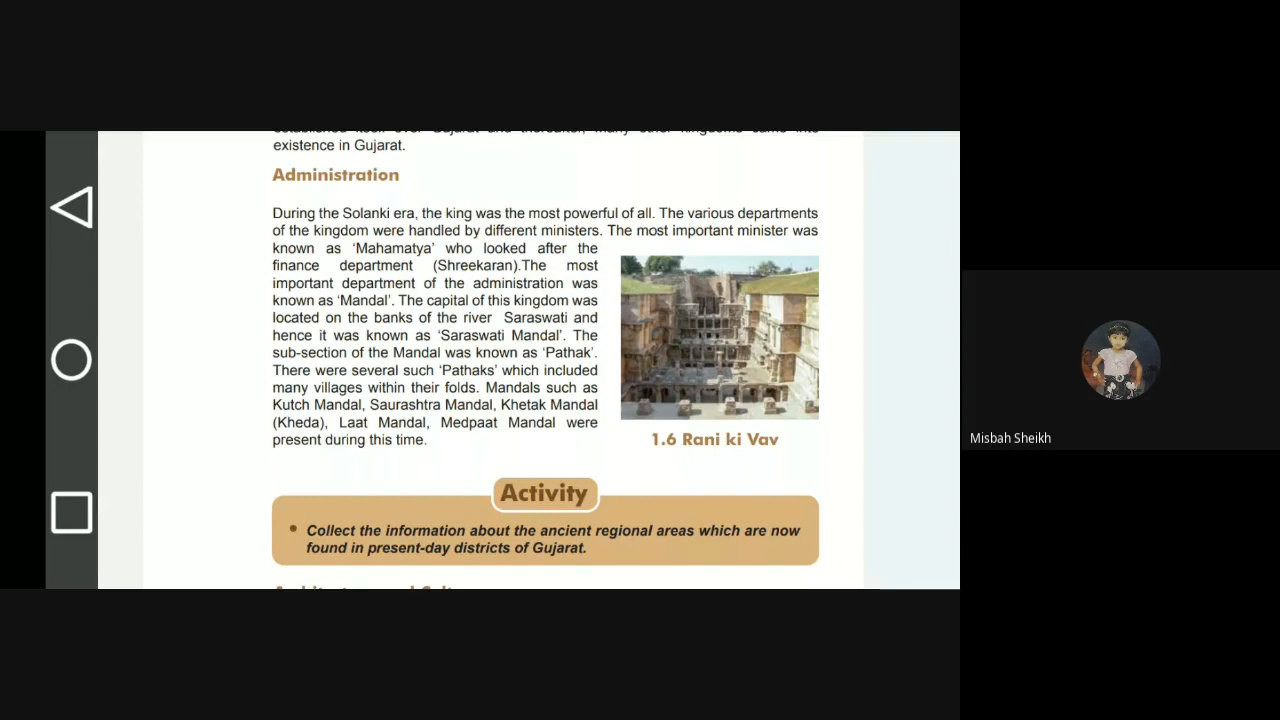 existence in Gujarat.
Administration
During the Solanki era, the king was the most powerful of all. The various departments
of the kingdom were handled by different ministers. The most important minister was
known as ‘Mahamatya’ who looked after the
finance department (Shreekaran).The most
important department of the administration was
known as ‘Mandal’. The capital of this kingdom was
located on the banks of the river Saraswati and
hence it was known as ‘Saraswati Mandal’. The
sub-section of the Mandal was known as ‘Pathak’.
There were several such ‘Pathaks’ which included
many villages within their folds. Mandals such as
Kutch Mandal, Saurashtra Mandal, Khetak Mandal
(Kheda), Laat Mandal, Medpaat Mandal were
present during this time.
1.6 Rani ki Vav
Activity
• Collect the information about the ancient regional areas which are now
found in present-day districts of Gujarat.
Misbah Sheikh